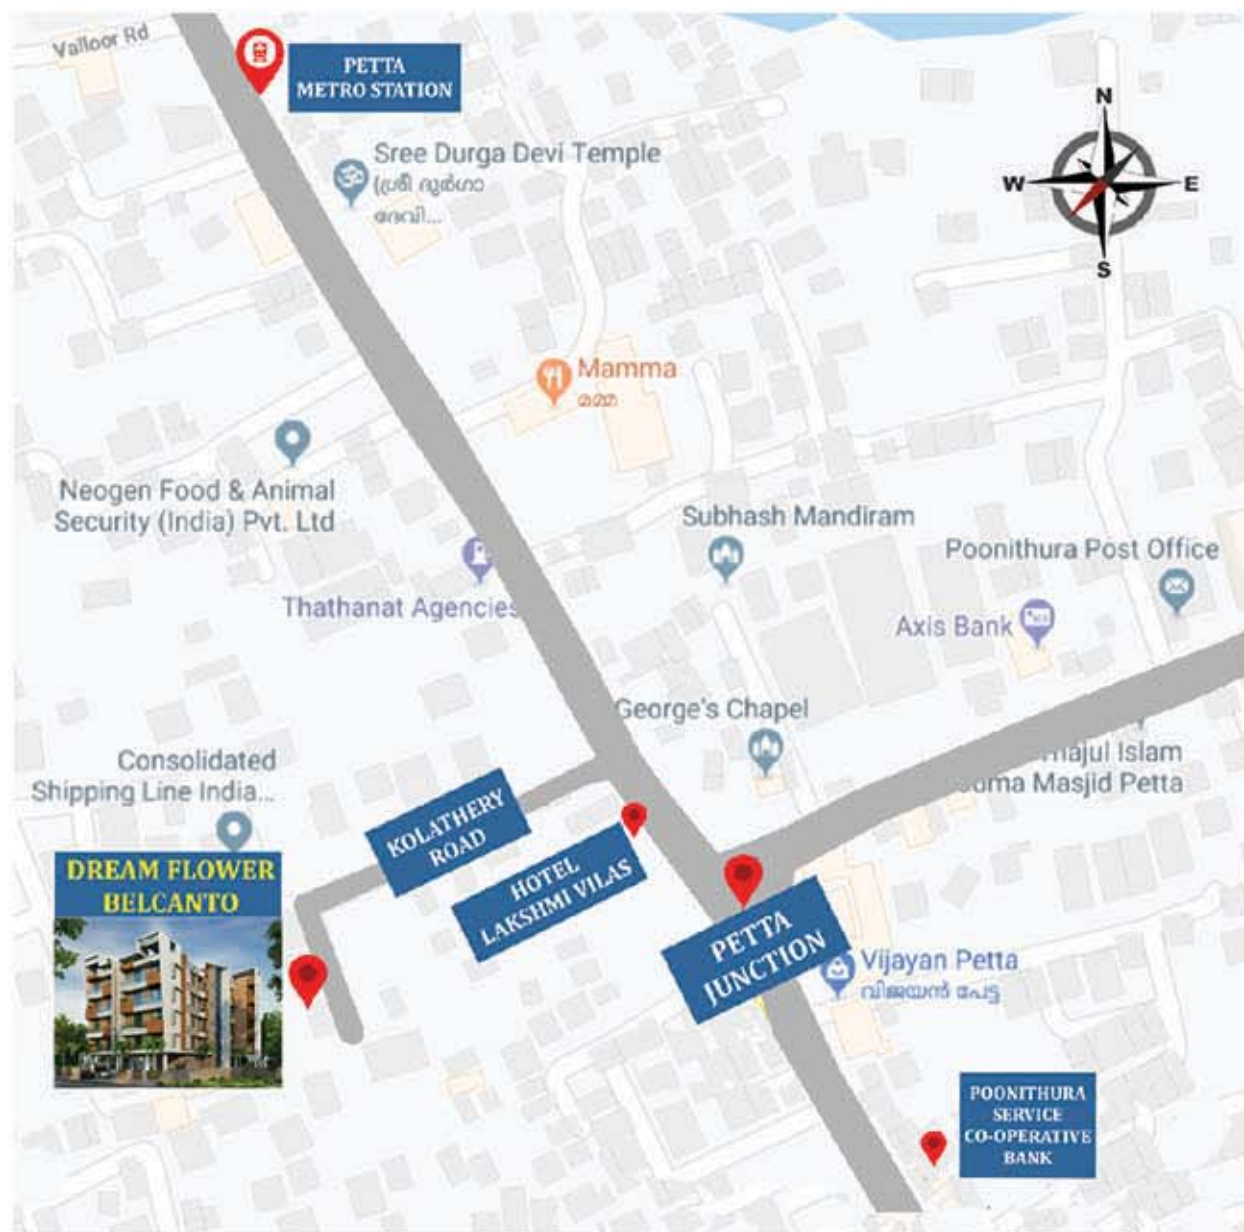 Valloor Rd
PETTA
METRO STATION
N
W
E
S
Sree Durga Devi Temple
(ശ്രീ ദുർഗാ
ദേവി...
Mamma
മമ്മ
Neogen Food & Animal
Security (India) Pvt. Ltd
Subhash Mandiram
Poonithura Post Office
Thathanat Agencies
Axis Bank
George's Chapel
Consolidated
Shipping Line India...
Islam
Masjid Petta
KOLATHERY
ROAD
HOTEL
LAKSHMI VILAS
DREAM FLOWER
BELCANTO
PETTA
JUNCTION
Vijayan Petta
വിജയൻ പേട്ട
POONITHURA
SERVICE
CO-OPERATIVE
BANK